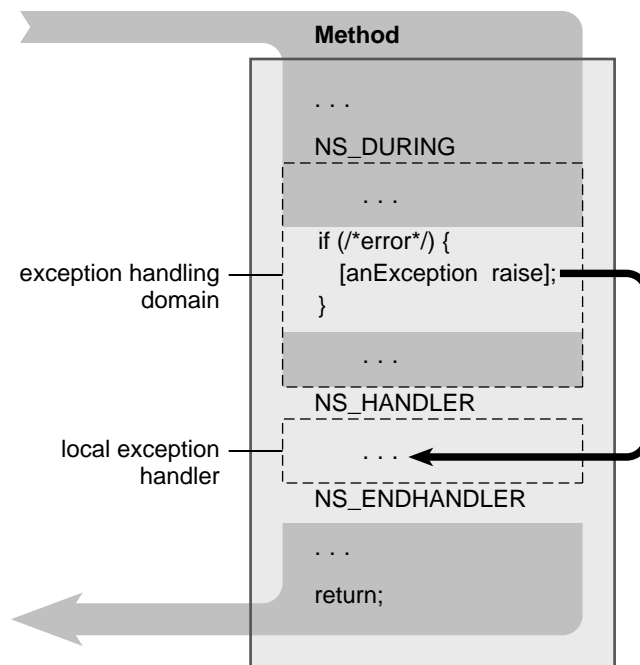 Method
. . .
NS_DURING
. . .
if (/*error*/) {
[anException raise];
}
exception handling
domain
. . .
NS_HANDLER
local exception
handler
. . .
NS_ENDHANDLER
. . .
return;